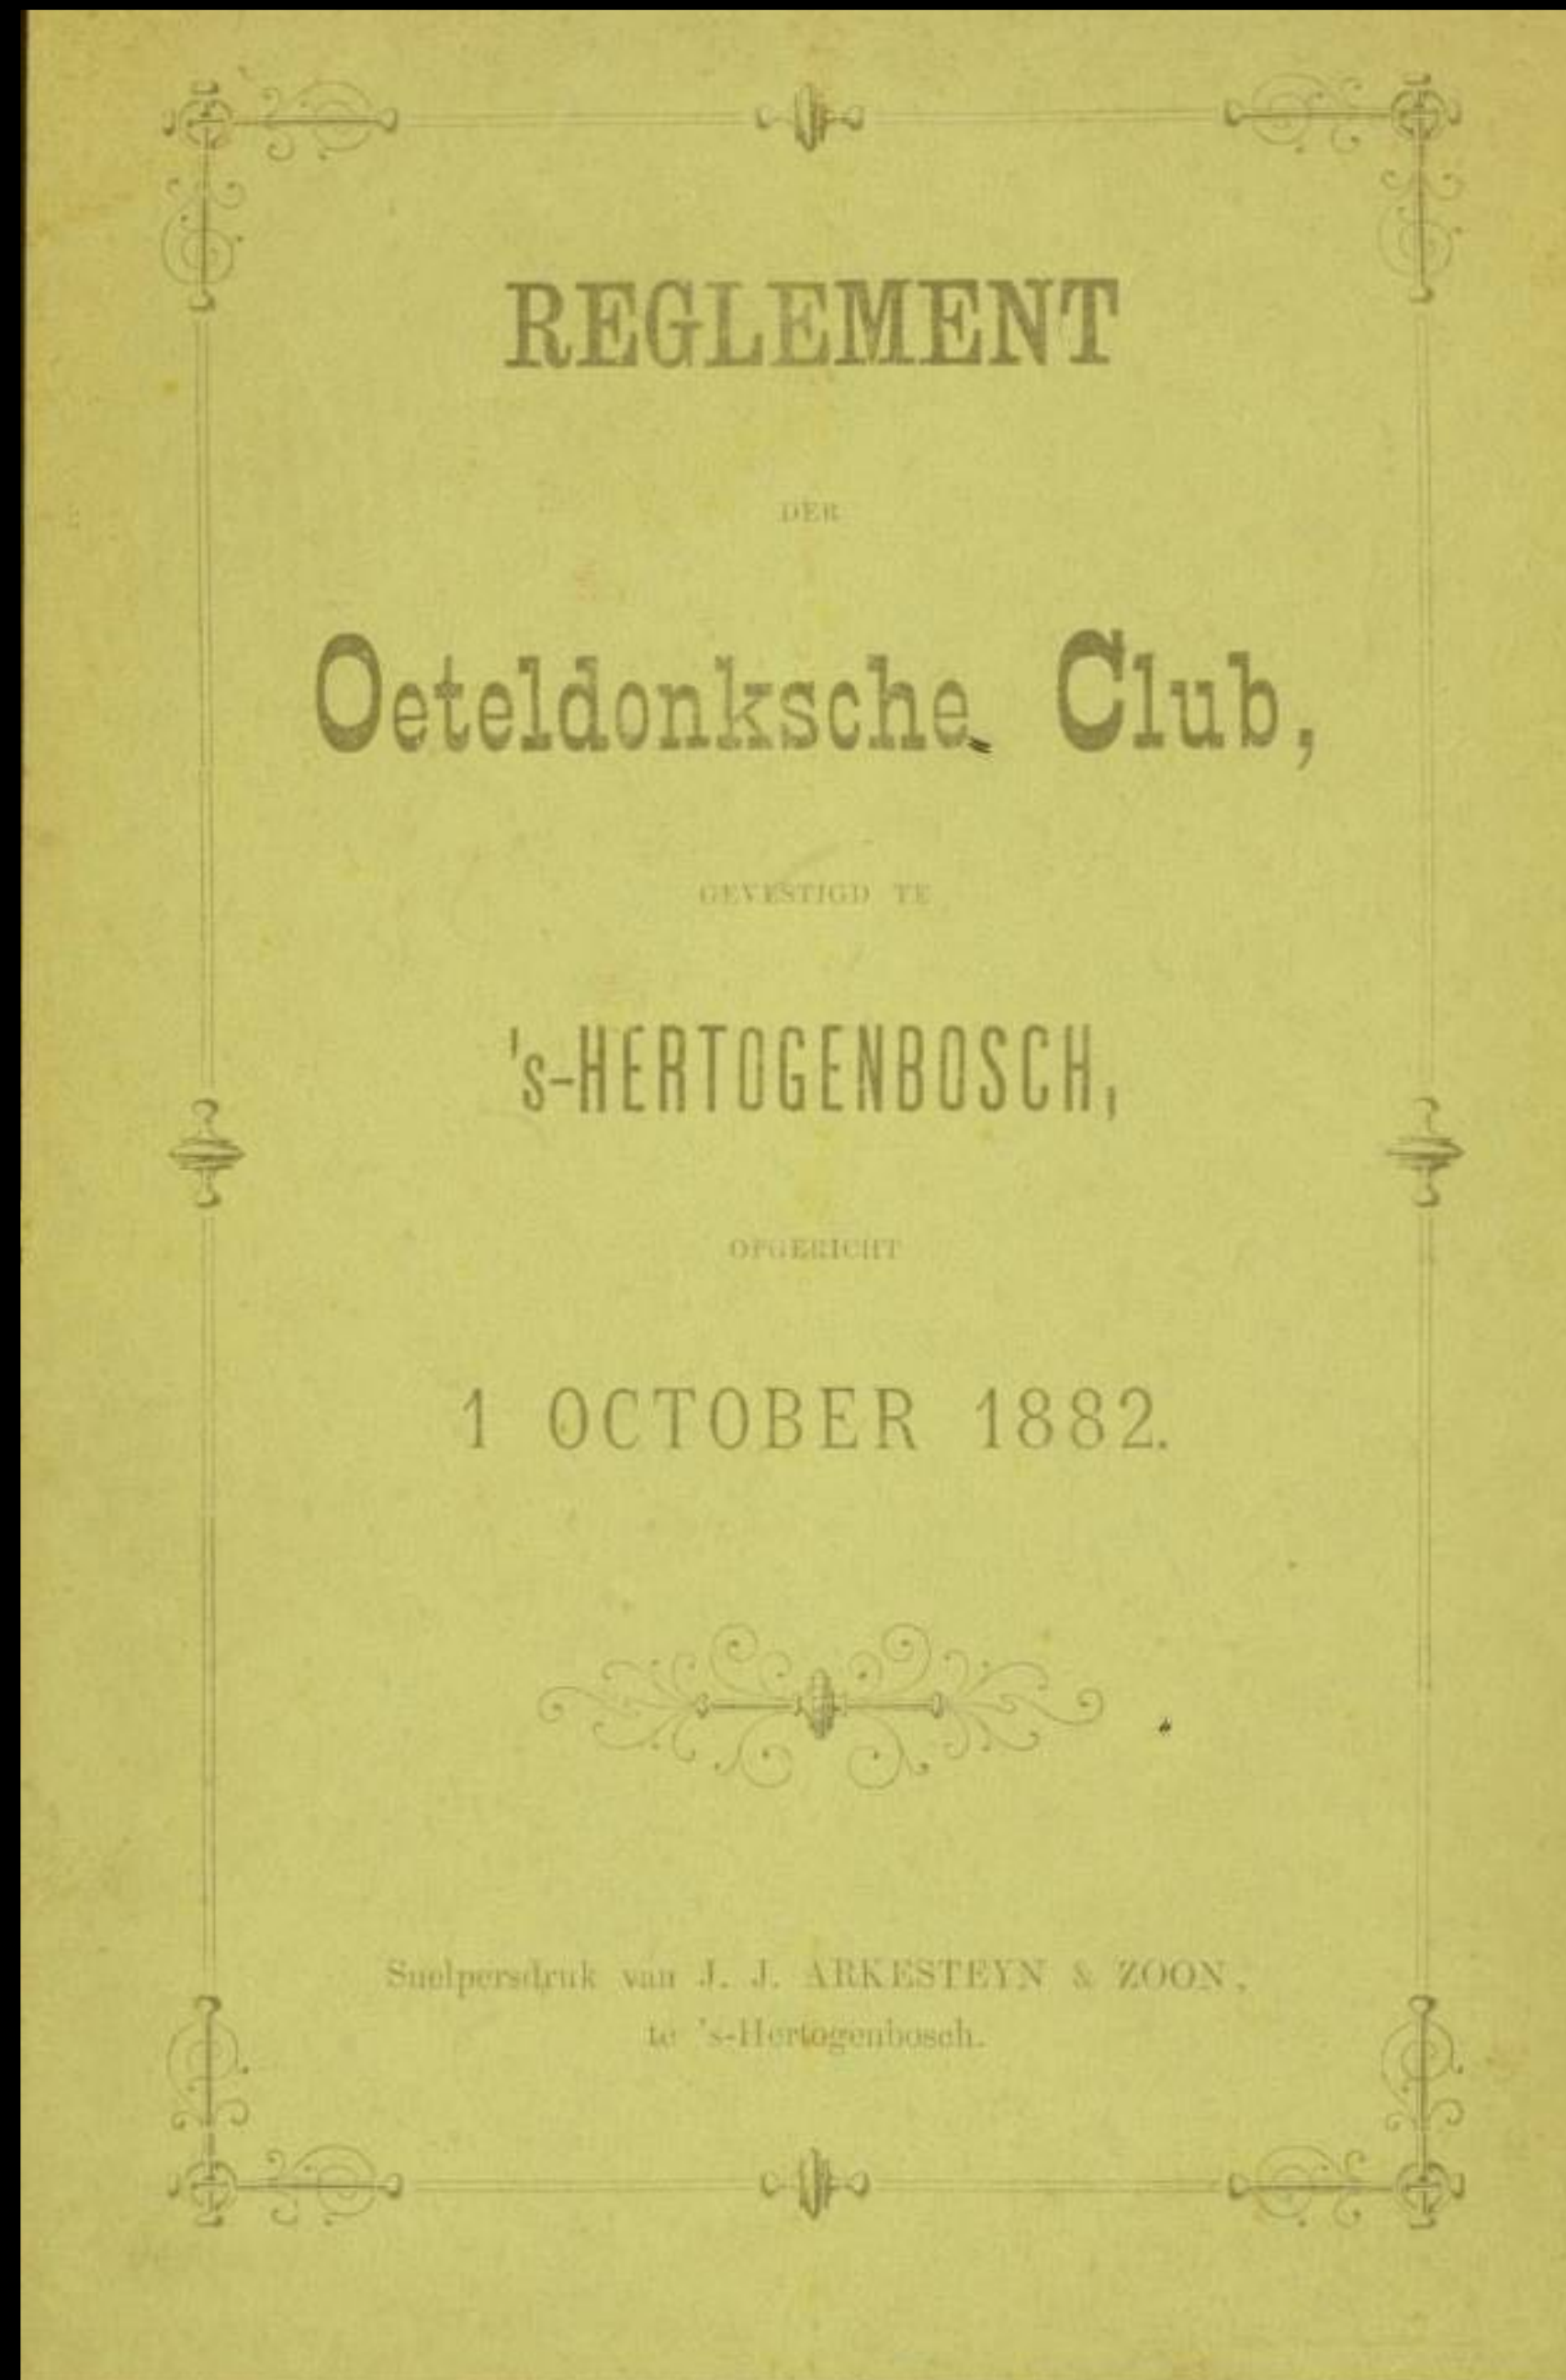 REGLEMENT
DER
Oeteldonksche Club,
GEVESTIGD TE
's-HERTOGENBOSCH,
OPGERICHT
1 OCTOBER 1882.
Snelpersdruk van J. J. ARKESTEYN & ZOON,
te 's-Hertogenbosch.